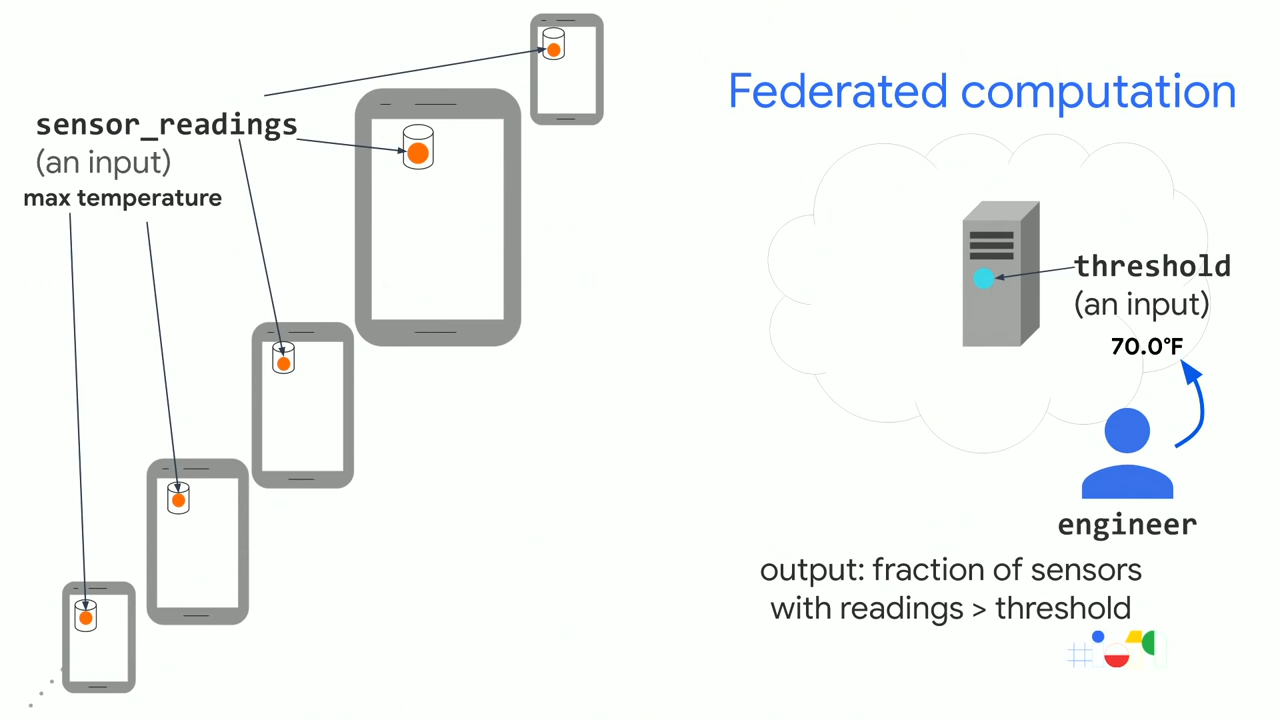 sensor_readings
(an input)
max temperature
Federated computation
threshold
(an input)
70.0°F
engineer
output: fraction of sensors
with readings > threshold
#io19